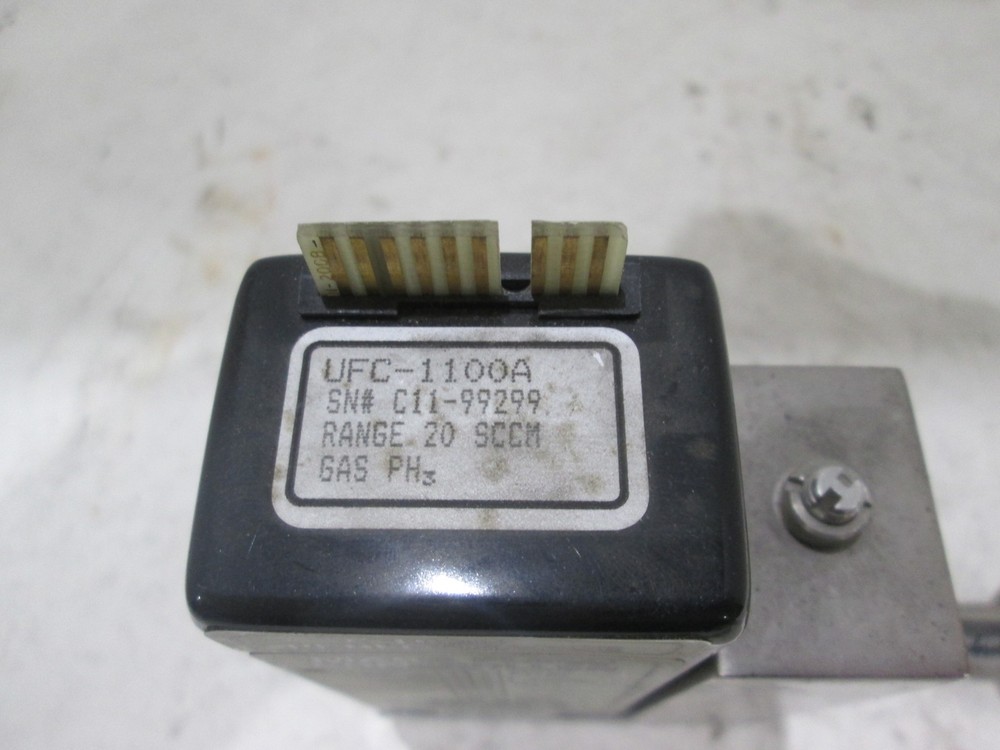 UFC-1100A
SN# C11-99299
RANGE 20 SCCM
GAS PH₃